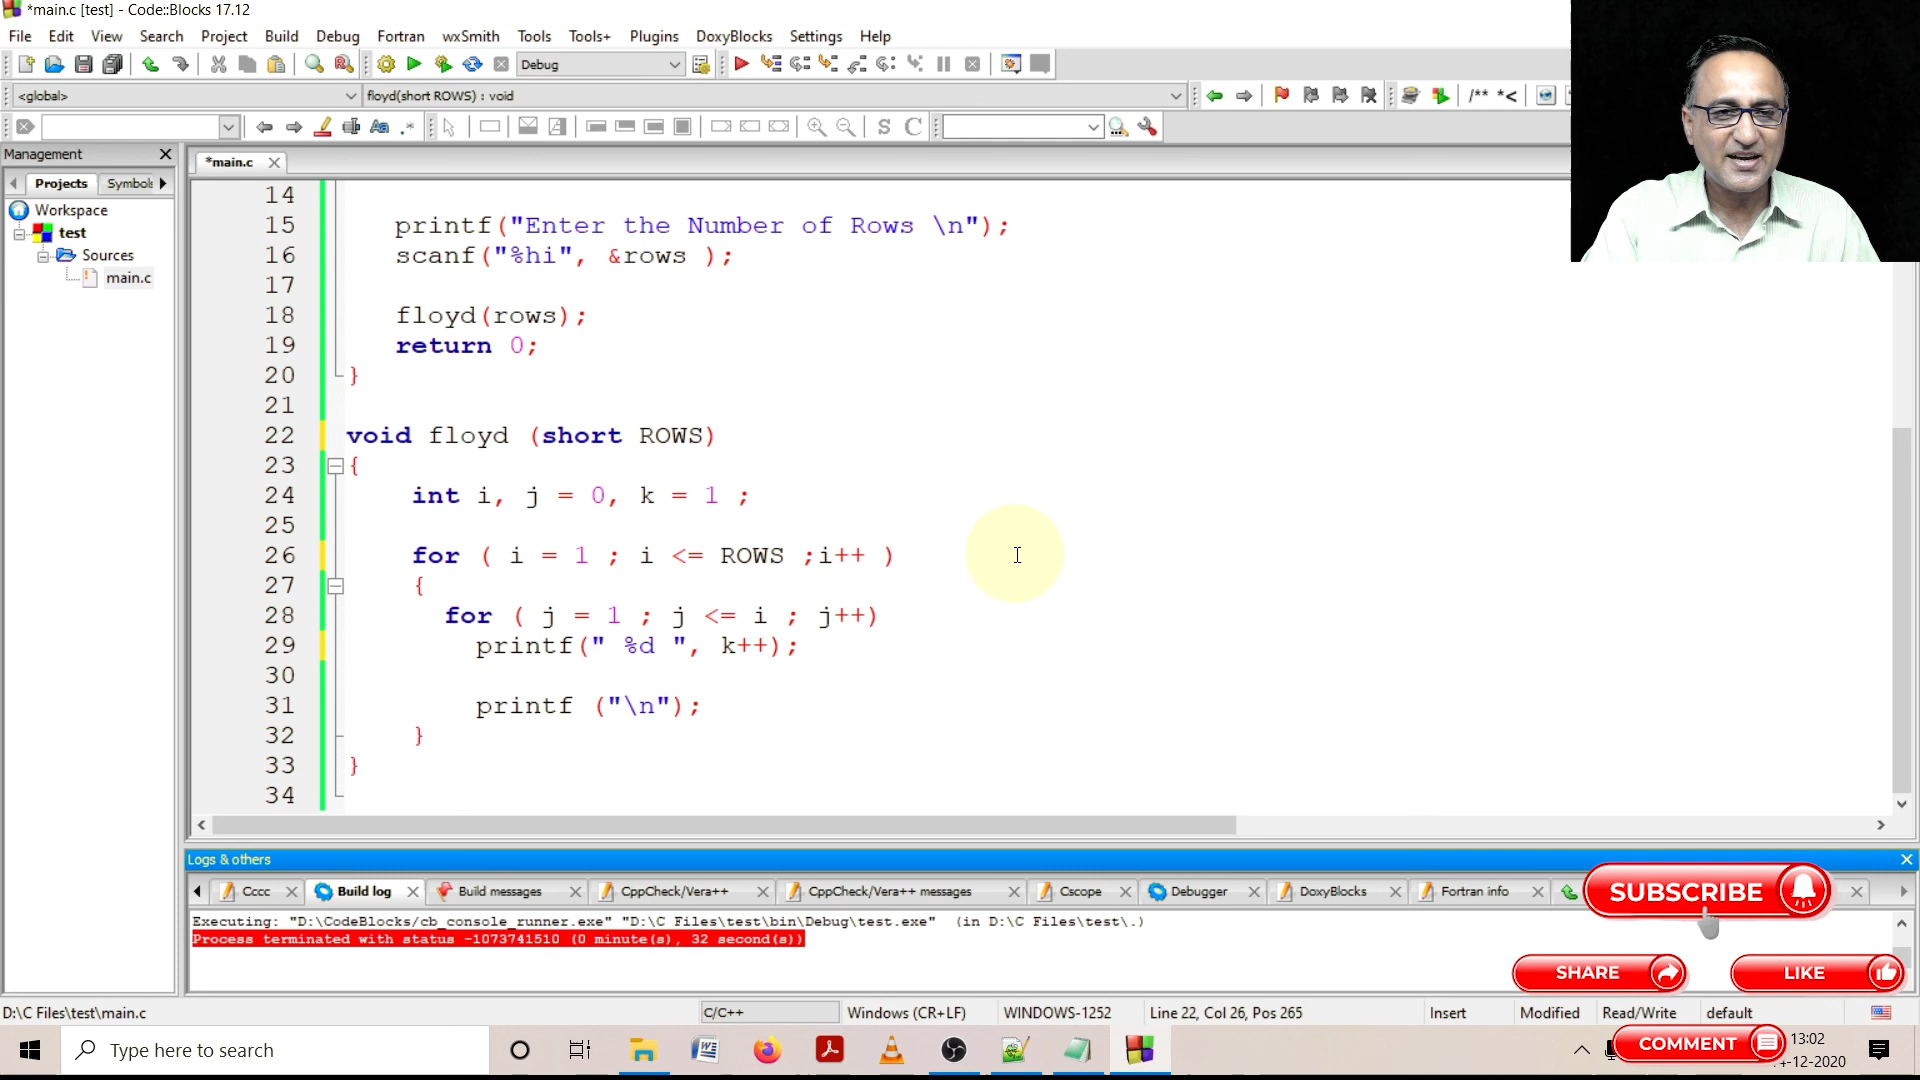 *main.c [test] - Code::Blocks 17.12
File Edit View Search Project Build Debug Fortran wxSmith Tools Tools+ Plugins DoxyBlocks Settings Help
Debug
<global> floyd(short ROWS) : void /** *<
Aa .* S C
Management
*main.c
Projects Symbols
Workspace
test
Sources
main.c
14
15 printf("Enter the Number of Rows \n");
16 scanf("%hi", &rows );
17
18 floyd(rows);
19 return 0;
20 }
21
22 void floyd (short ROWS)
23 {
24 int i, j = 0, k = 1 ;
25
26 for ( i = 1 ; i <= ROWS ;i++ )
27 {
28 for ( j = 1 ; j <= i ; j++)
29 printf(" %d ", k++);
30
31 printf ("\n");
32 }
33 }
34
Logs & others
Cccc Build log Build messages CppCheck/Vera++ CppCheck/Vera++ messages Cscope Debugger DoxyBlocks Fortran info
SUBSCRIBE
Executing: "D:\CodeBlocks/cb_console_runner.exe" "D:\C Files\test\bin\Debug\test.exe" (in D:\C Files\test\.)
Process terminated with status -1073741510 (0 minute(s), 32 second(s))
SHARE LIKE
D:\C Files\test\main.c C/C++ Windows (CR+LF) WINDOWS-1252 Line 22, Col 26, Pos 265 Insert Modified Read/Write default
Type here to search
COMMENT
13:02
-12-2020